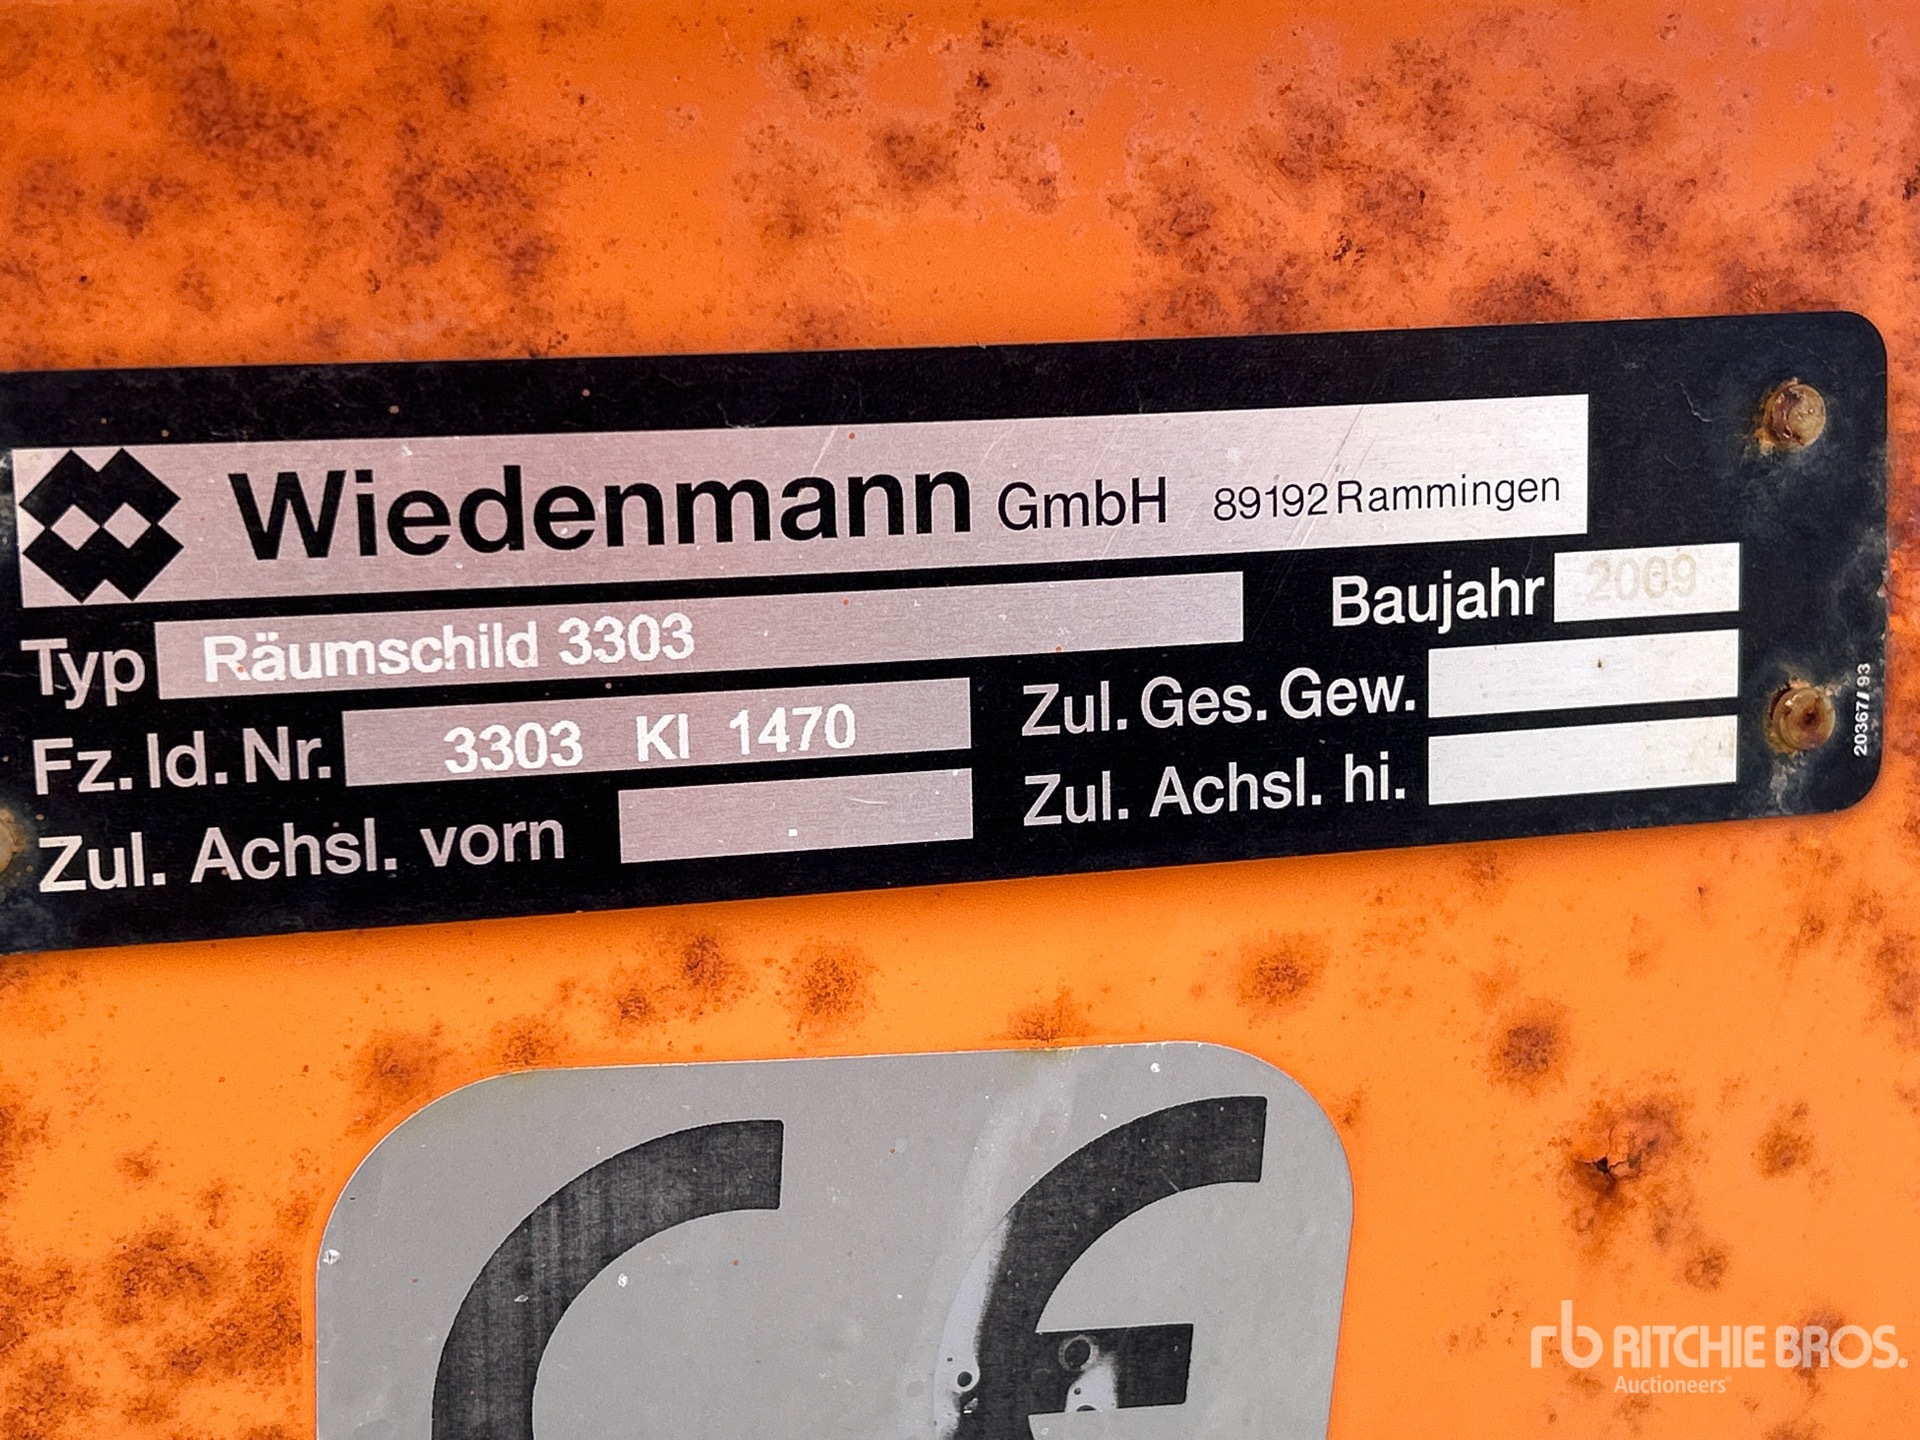 Wiedenmann GmbH 89192 Rammingen
Typ Räumschild 3303 Baujahr 2009
Fz. Id. Nr. 3303 KI 1470 Zul. Ges. Gew.
Zul. Achsl. vorn Zul. Achsl. hi.
20367/93
CE
rb RITCHIE BROS.
Auctioneers